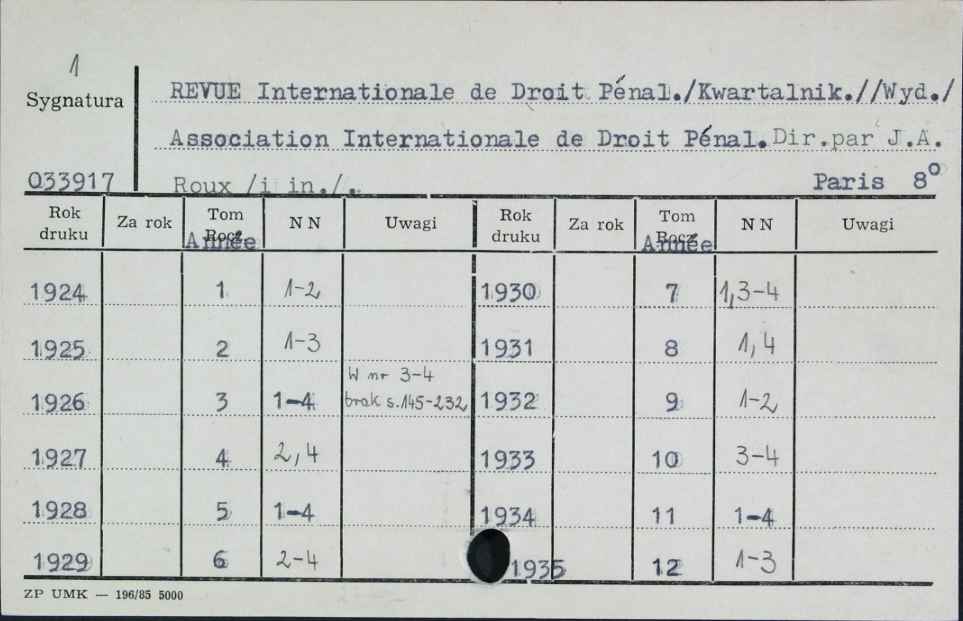 1
Sygnatura
REVUE Internationale de Droit Pénal./Kwartalnik.//Wyd./
Association Internationale de Droit Pénal. Dir.par J.A.
033917 Roux /i in./. Paris 8°
Rok druku Za rok Tom Rocz. Année N N Uwagi Rok druku Za rok Tom Rocz. Année N N Uwagi
1924 1 1-2 1930 7 1,3-4
1925 2 1-3 1931 8 1,4
1926 3 1-4 W nr 3-4 brak s.145-232 1932 9 1-2
1927 4 2,4 1933 10 3-4
1928 5 1-4 1934 11 1-4
1929 6 2-4 1935 12 1-3
ZP UMK — 196/85 5000